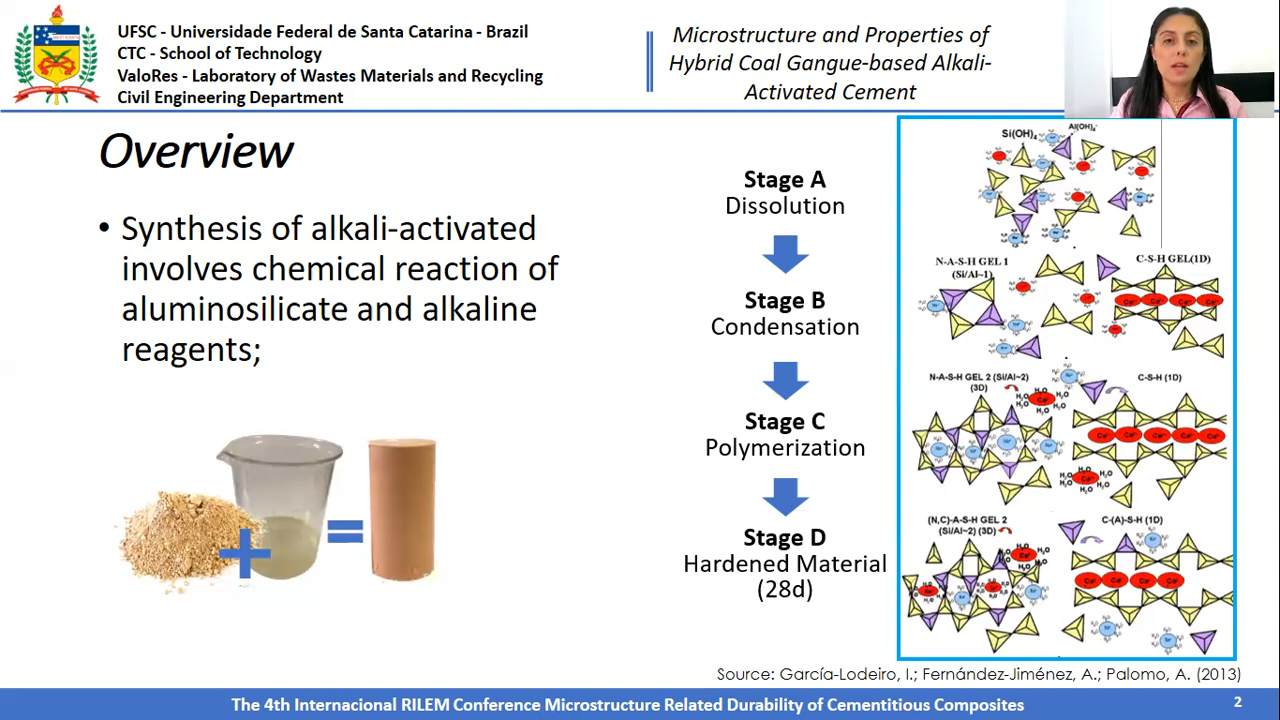 UFSC - Universidade Federal de Santa Catarina - Brazil
CTC - School of Technology
ValoRes - Laboratory of Wastes Materials and Recycling
Civil Engineering Department
Microstructure and Properties of
Hybrid Coal Gangue-based Alkali-
Activated Cement
Overview
• Synthesis of alkali-activated
involves chemical reaction of
aluminosilicate and alkaline
reagents;
+
=
Stage A
Dissolution
Stage B
Condensation
Stage C
Polymerization
Stage D
Hardened Material
(28d)
Si(OH)4
Al(OH)4-
N-A-S-H GEL 1
(Si/Al~1)
C-S-H GEL(1D)
N-A-S-H GEL 2 (Si/Al~2)
(3D)
C-S-H (1D)
(N,C)-A-S-H GEL 2
(Si/Al~2) (3D)
C-(A)-S-H (1D)
Source: García-Lodeiro, I.; Fernández-Jiménez, A.; Palomo, A. (2013)
The 4th Internacional RILEM Conference Microstructure Related Durability of Cementitious Composites
2